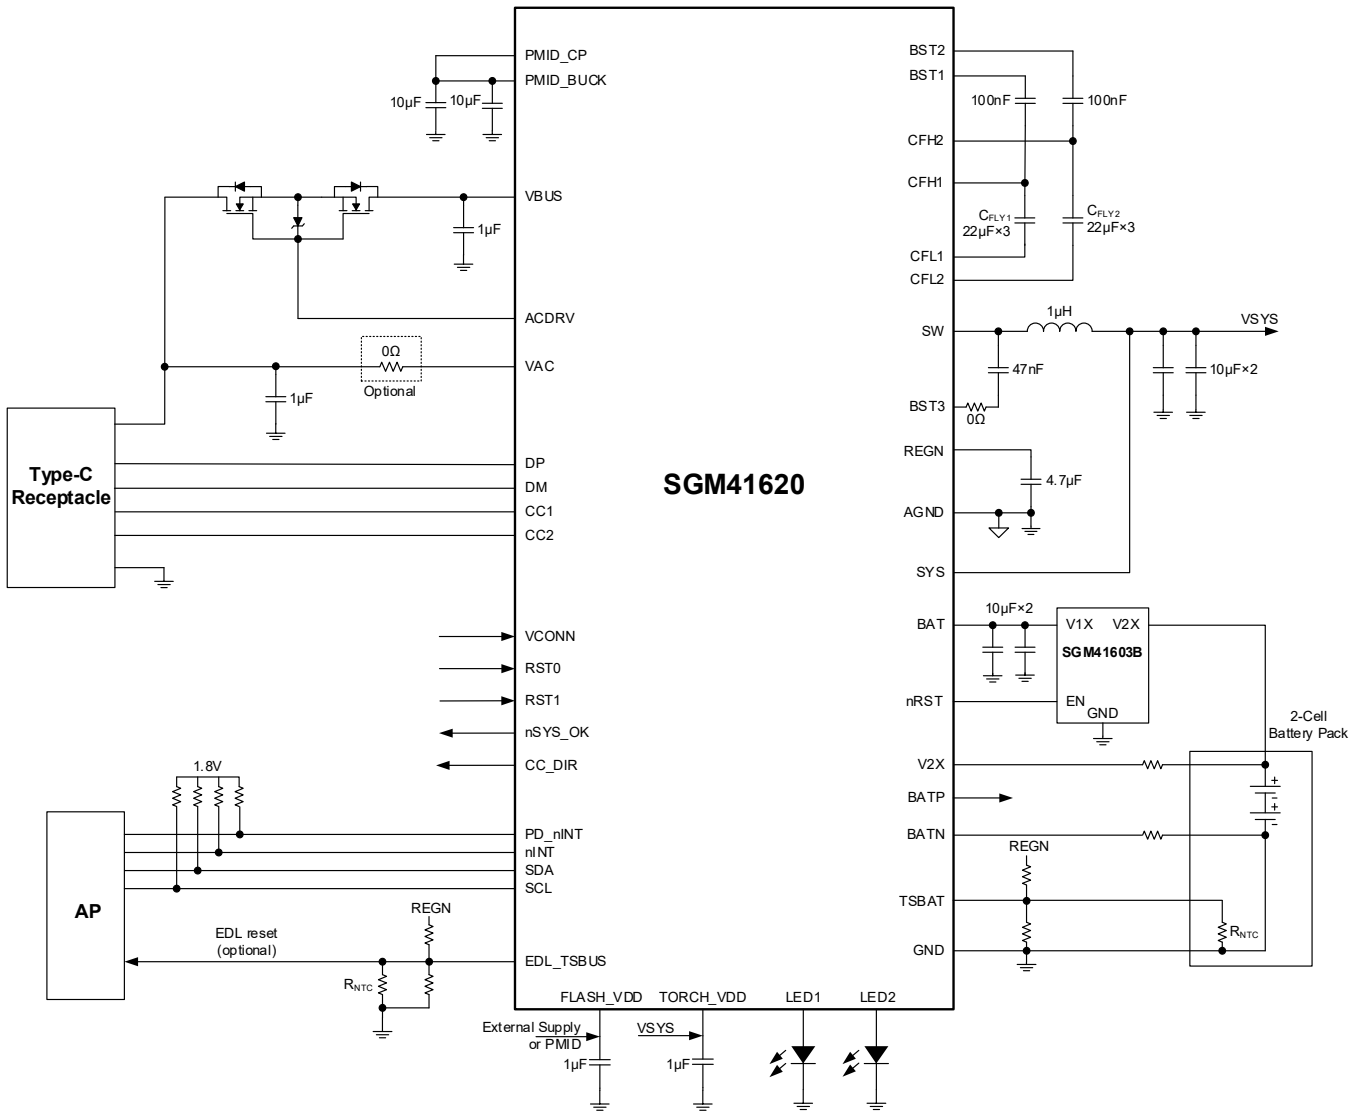 PMID_CP
PMID_BUCK
10μF
10μF
VBUS
1μF
ACDRV
0Ω
VAC
Optional
1μF
Type-C
Receptacle
DP
DM
CC1
CC2
VCONN
RST0
RST1
nSYS_OK
CC_DIR
1.8V
AP
PD_nINT
nINT
SDA
SCL
REGN
EDL reset
(optional)
EDL_TSBUS
RNTC
SGM41620
BST2
BST1
100nF
100nF
CFH2
CFH1
CFLY1
22μF×3
CFLY2
22μF×3
CFL1
CFL2
1μH
SW
VSYS
47nF
10μF×2
BST3
0Ω
REGN
4.7μF
AGND
SYS
10μF×2
BAT
V1X
V2X
SGM41603B
nRST
EN
GND
2-Cell
Battery Pack
V2X
+
-
BATP
+
-
BATN
REGN
TSBAT
RNTC
GND
FLASH_VDD
TORCH_VDD
LED1
LED2
External Supply
or PMID
VSYS
1μF
1μF